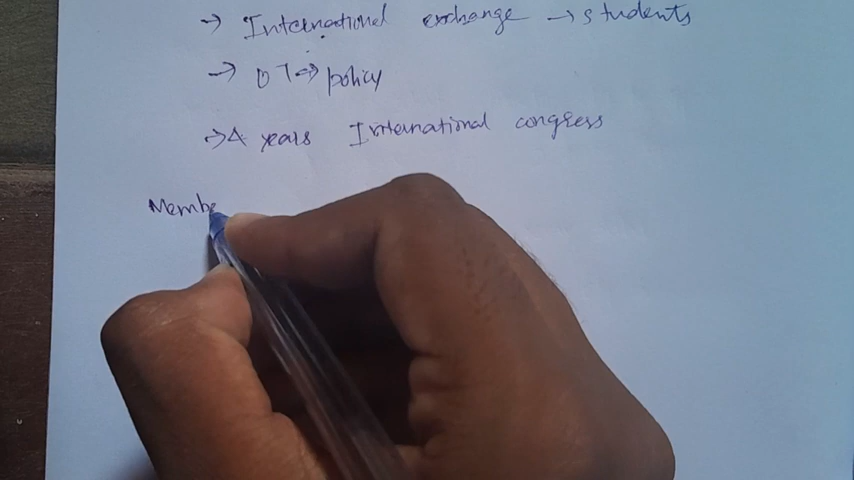 → International exchange → students
→ OT → policy
→ 4 years International congress
Membe